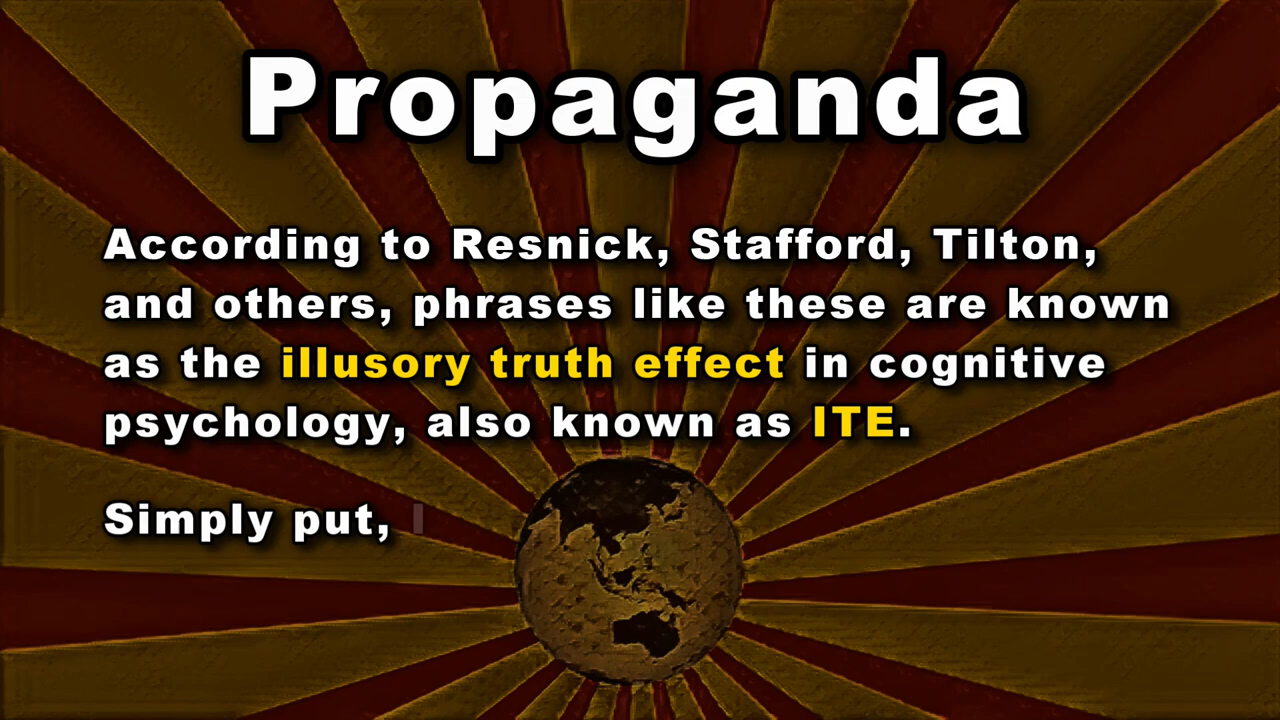 Propaganda
According to Resnick, Stafford, Tilton,
and others, phrases like these are known
as the illusory truth effect in cognitive
psychology, also known as ITE.
Simply put, I